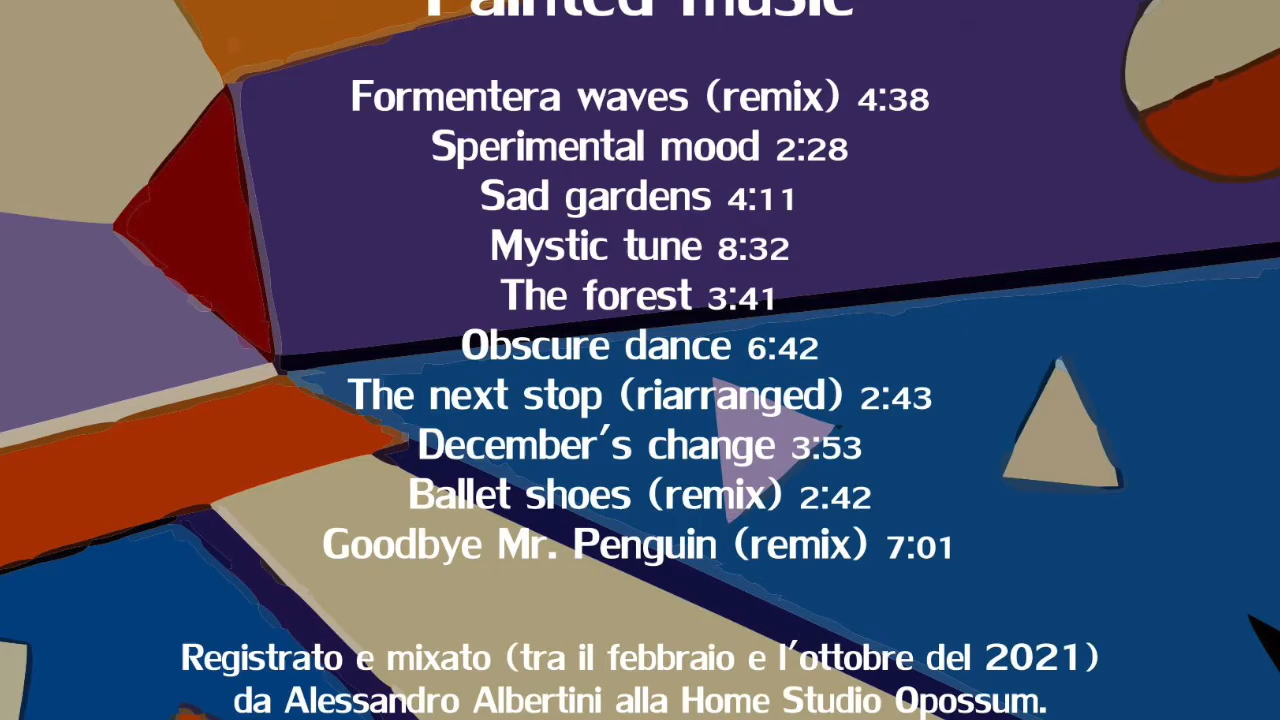 Painted music
Formentera waves (remix) 4:38
Sperimental mood 2:28
Sad gardens 4:11
Mystic tune 8:32
The forest 3:41
Obscure dance 6:42
The next stop (riarranged) 2:43
December's change 3:53
Ballet shoes (remix) 2:42
Goodbye Mr. Penguin (remix) 7:01
Registrato e mixato (tra il febbraio e l'ottobre del 2021)
da Alessandro Albertini alla Home Studio Opossum.